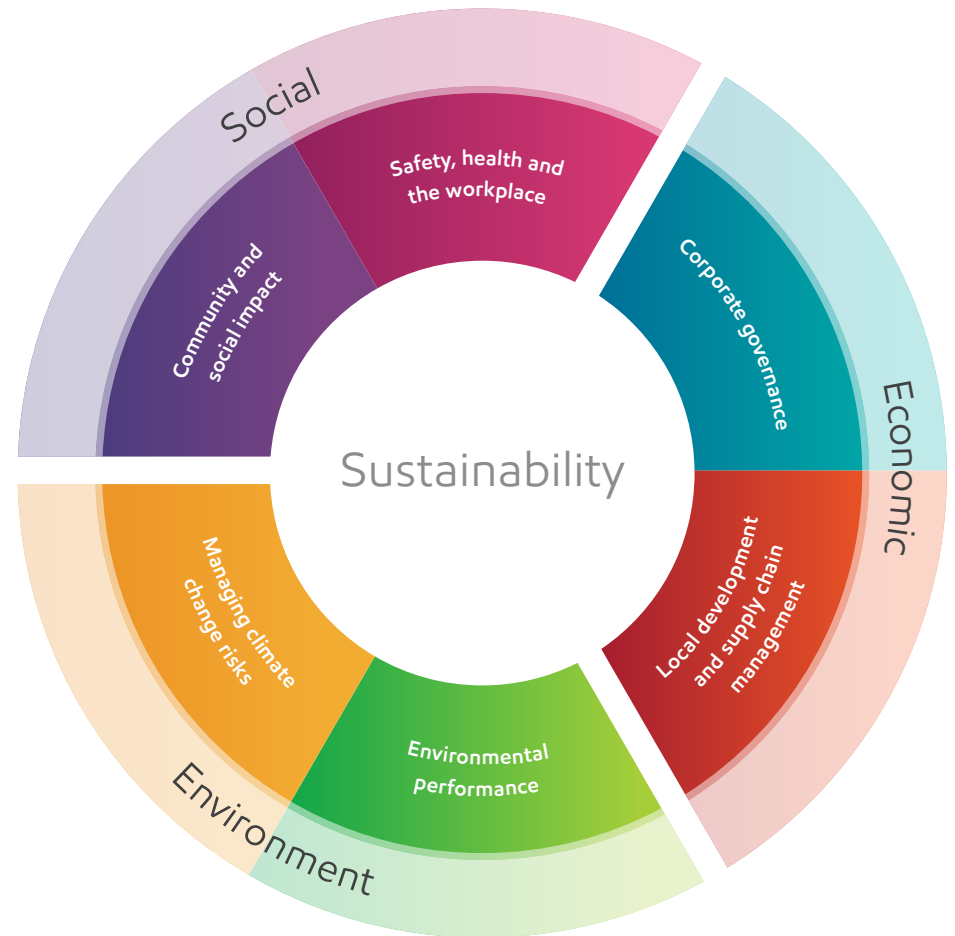 Social
Safety, health and
the workplace
Community and
social impact
Corporate governance
Economic
Sustainability
Local development
and supply chain
management
Managing climate
change risks
Environmental
performance
Environment